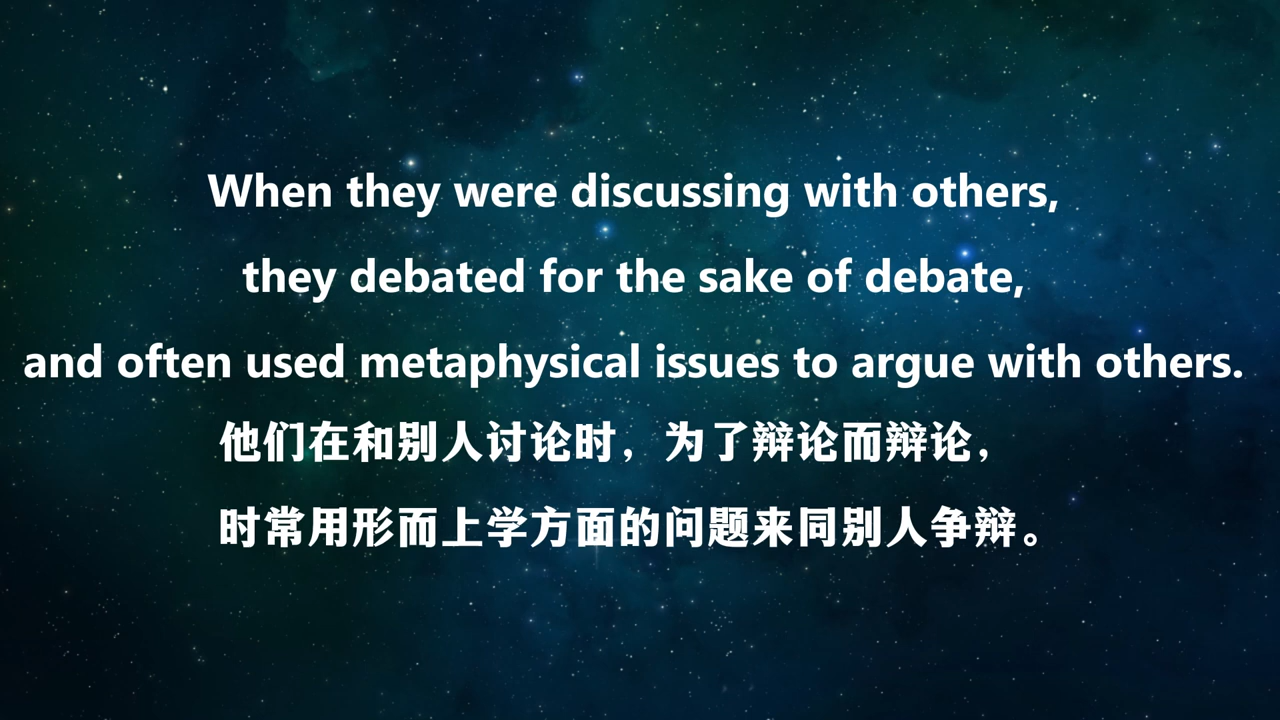 When they were discussing with others,
they debated for the sake of debate,
and often used metaphysical issues to argue with others.
他们在和别人讨论时，为了辩论而辩论，
时常用形而上学方面的问题来同别人争辩。